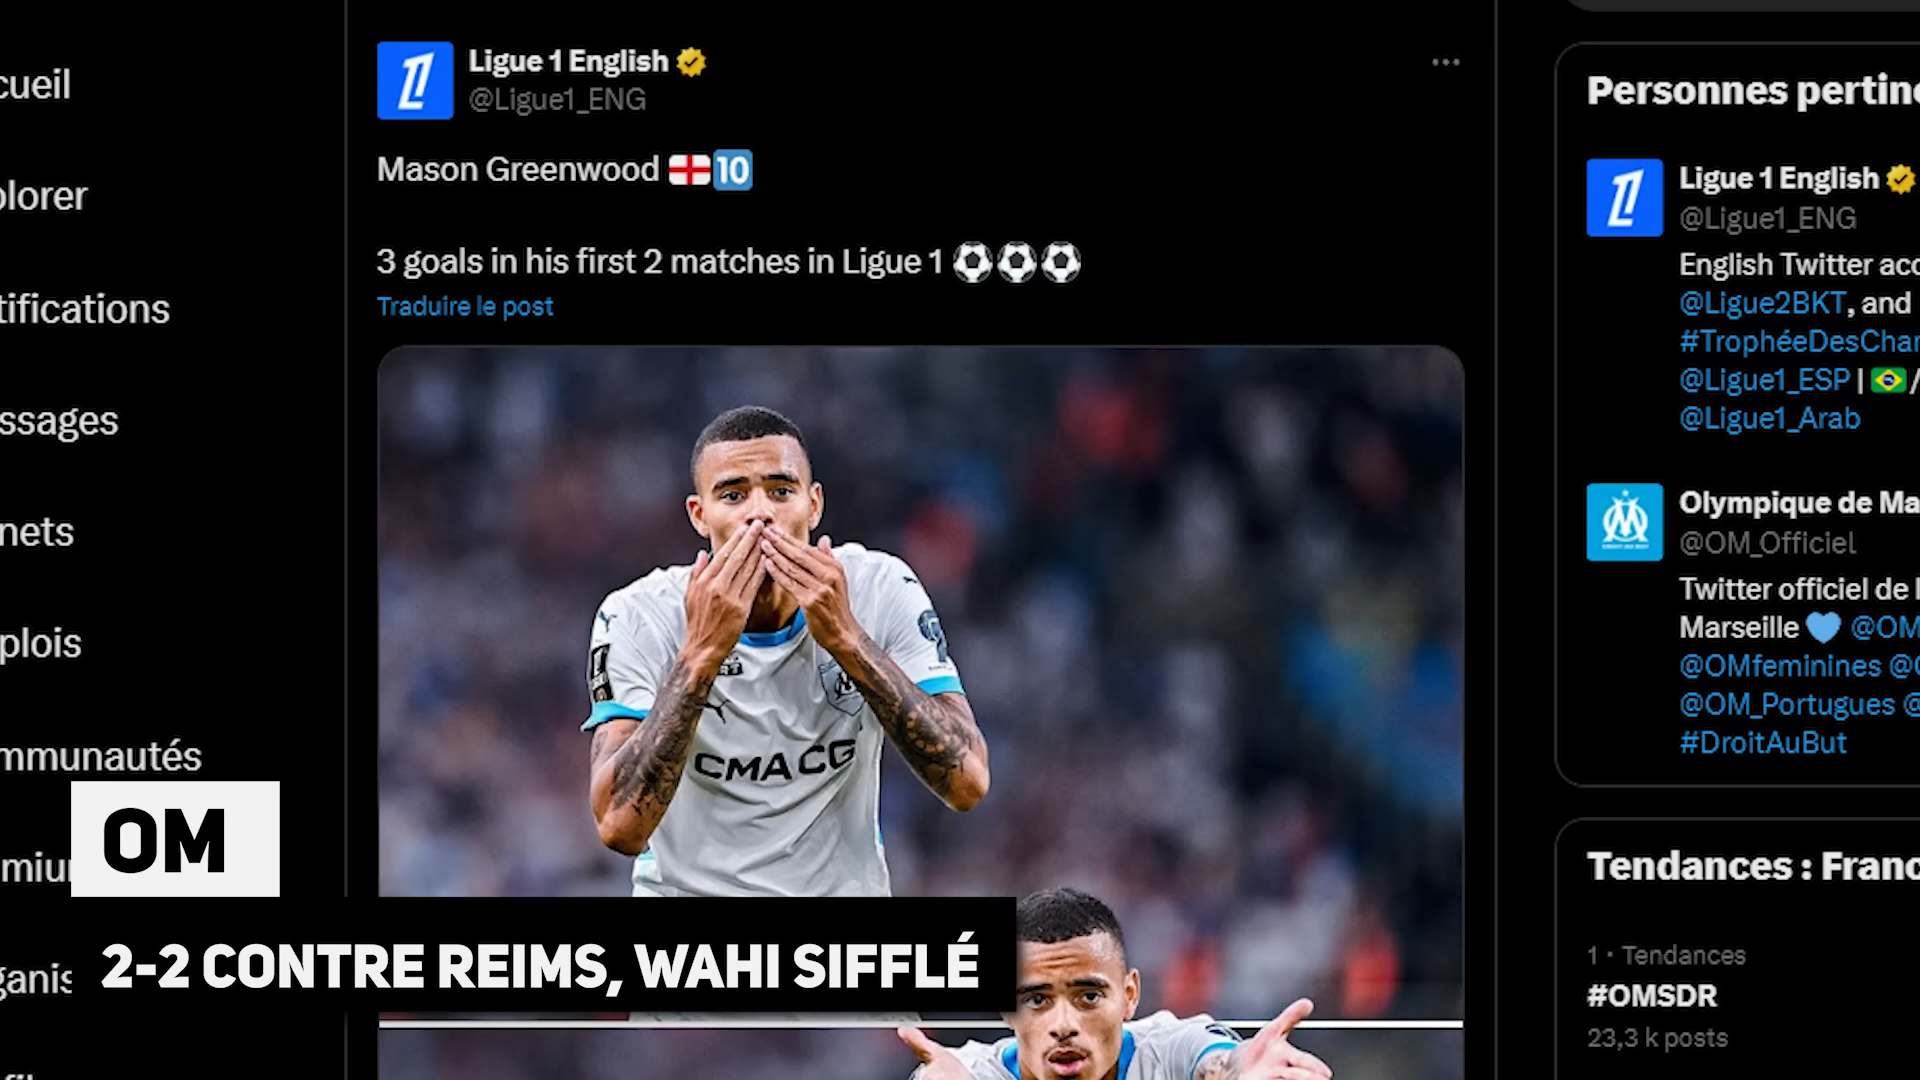 cueil
plorer
tifications
ssages
nets
plois
mmunautés
miu
ganis
Ligue 1 English
@Ligue1_ENG
Mason Greenwood 🏴󠁧󠁢󠁥󠁮󠁧󠁿🔟
3 goals in his first 2 matches in Ligue 1 ⚽⚽⚽
Traduire le post
CMA CG
OM
2-2 CONTRE REIMS, WAHI SIFFLÉ
Personnes pertine
Ligue 1 English
@Ligue1_ENG
English Twitter acc
@Ligue2BKT, and
#TrophéeDesChar
@Ligue1_ESP | 🇧🇷/
@Ligue1_Arab
Olympique de Ma
@OM_Officiel
Twitter officiel de l
Marseille 💙 @OM
@OMfeminines @
@OM_Portugues @
#DroitAuBut
Tendances : Franc
1 · Tendances
#OMSDR
23,3 k posts